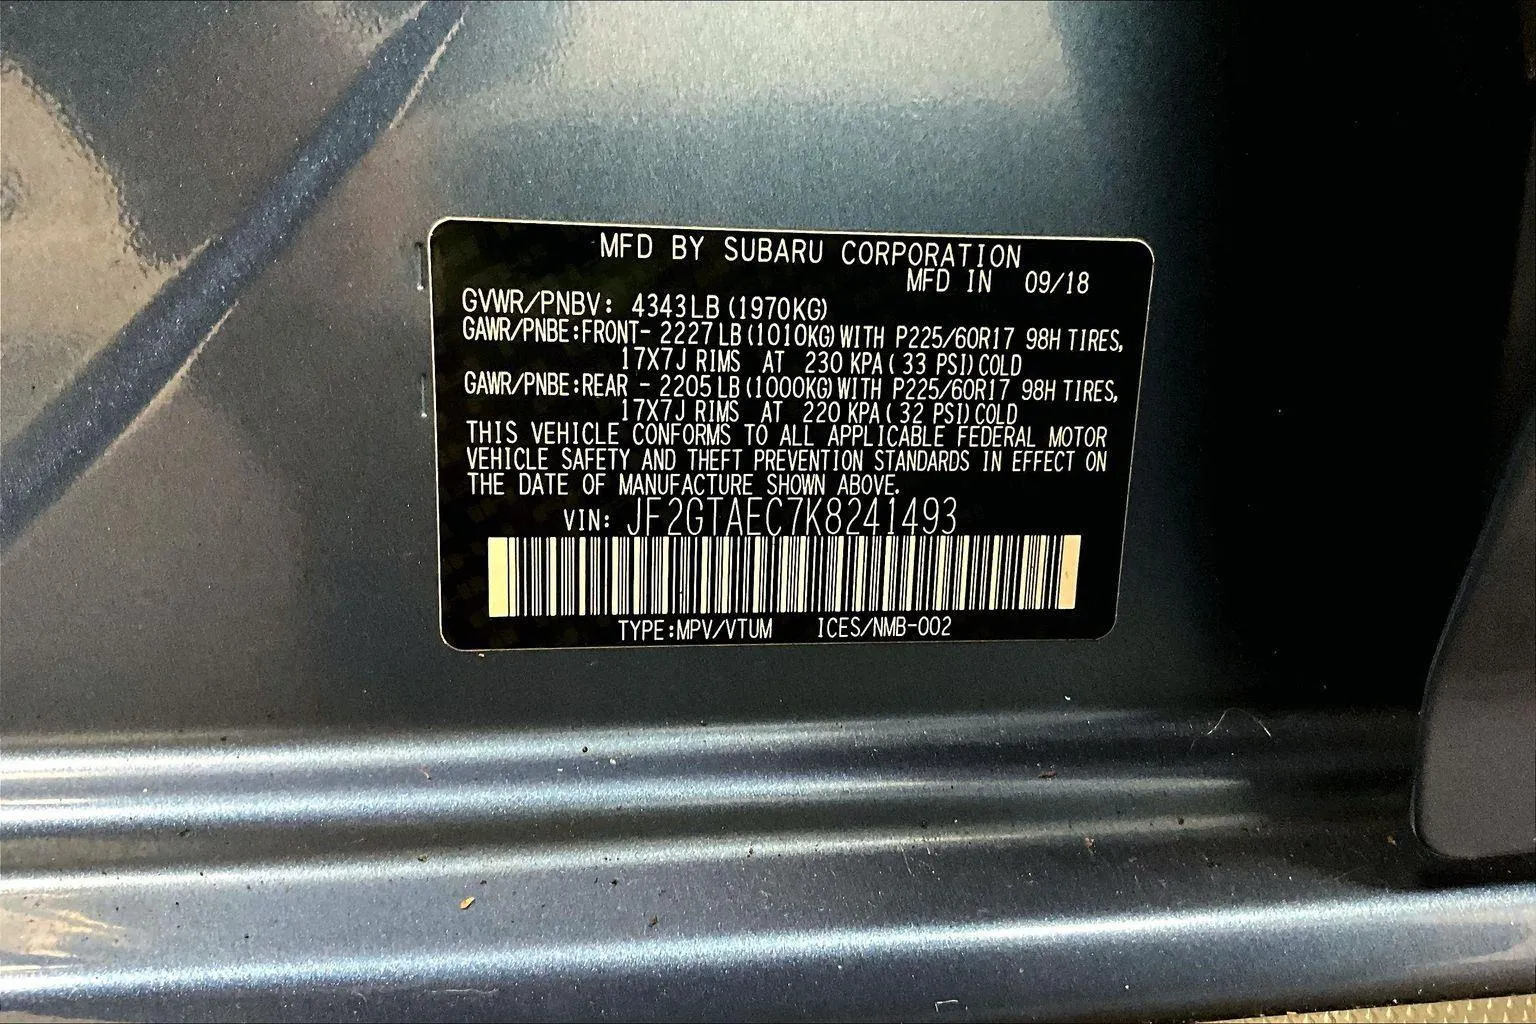 MFD BY SUBARU CORPORATION
MFD IN 09/18
GVWR/PNBV: 4343LB (1970KG)
GAWR/PNBE:FRONT- 2227LB (1010KG) WITH P225/60R17 98H TIRES,
17X7J RIMS AT 230 KPA( 33 PSI)COLD
GAWR/PNBE:REAR - 2205LB (1000KG) WITH P225/60R17 98H TIRES,
17X7J RIMS AT 220 KPA( 32 PSI)COLD
THIS VEHICLE CONFORMS TO ALL APPLICABLE FEDERAL MOTOR
VEHICLE SAFETY AND THEFT PREVENTION STANDARDS IN EFFECT ON
THE DATE OF MANUFACTURE SHOWN ABOVE.
VIN: JF2GTAEC7K8241493
TYPE:MPV/VTUM ICES/NMB-002